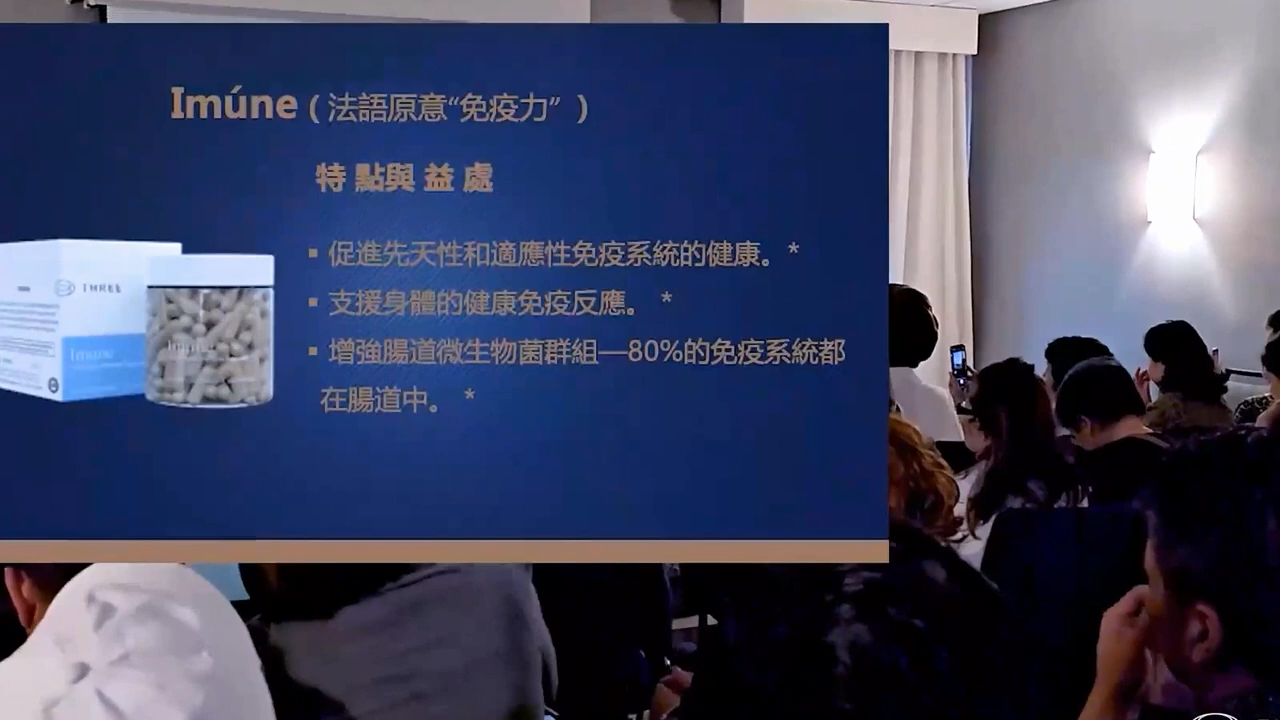 Imúne（法語原意“免疫力”）
特 點與 益 處
▪ 促進先天性和適應性免疫系統的健康。*
▪ 支援身體的健康免疫反應。*
▪ 增強腸道微生物菌群組—80%的免疫系統都
在腸道中。*
THREE
Imúne
Imúne